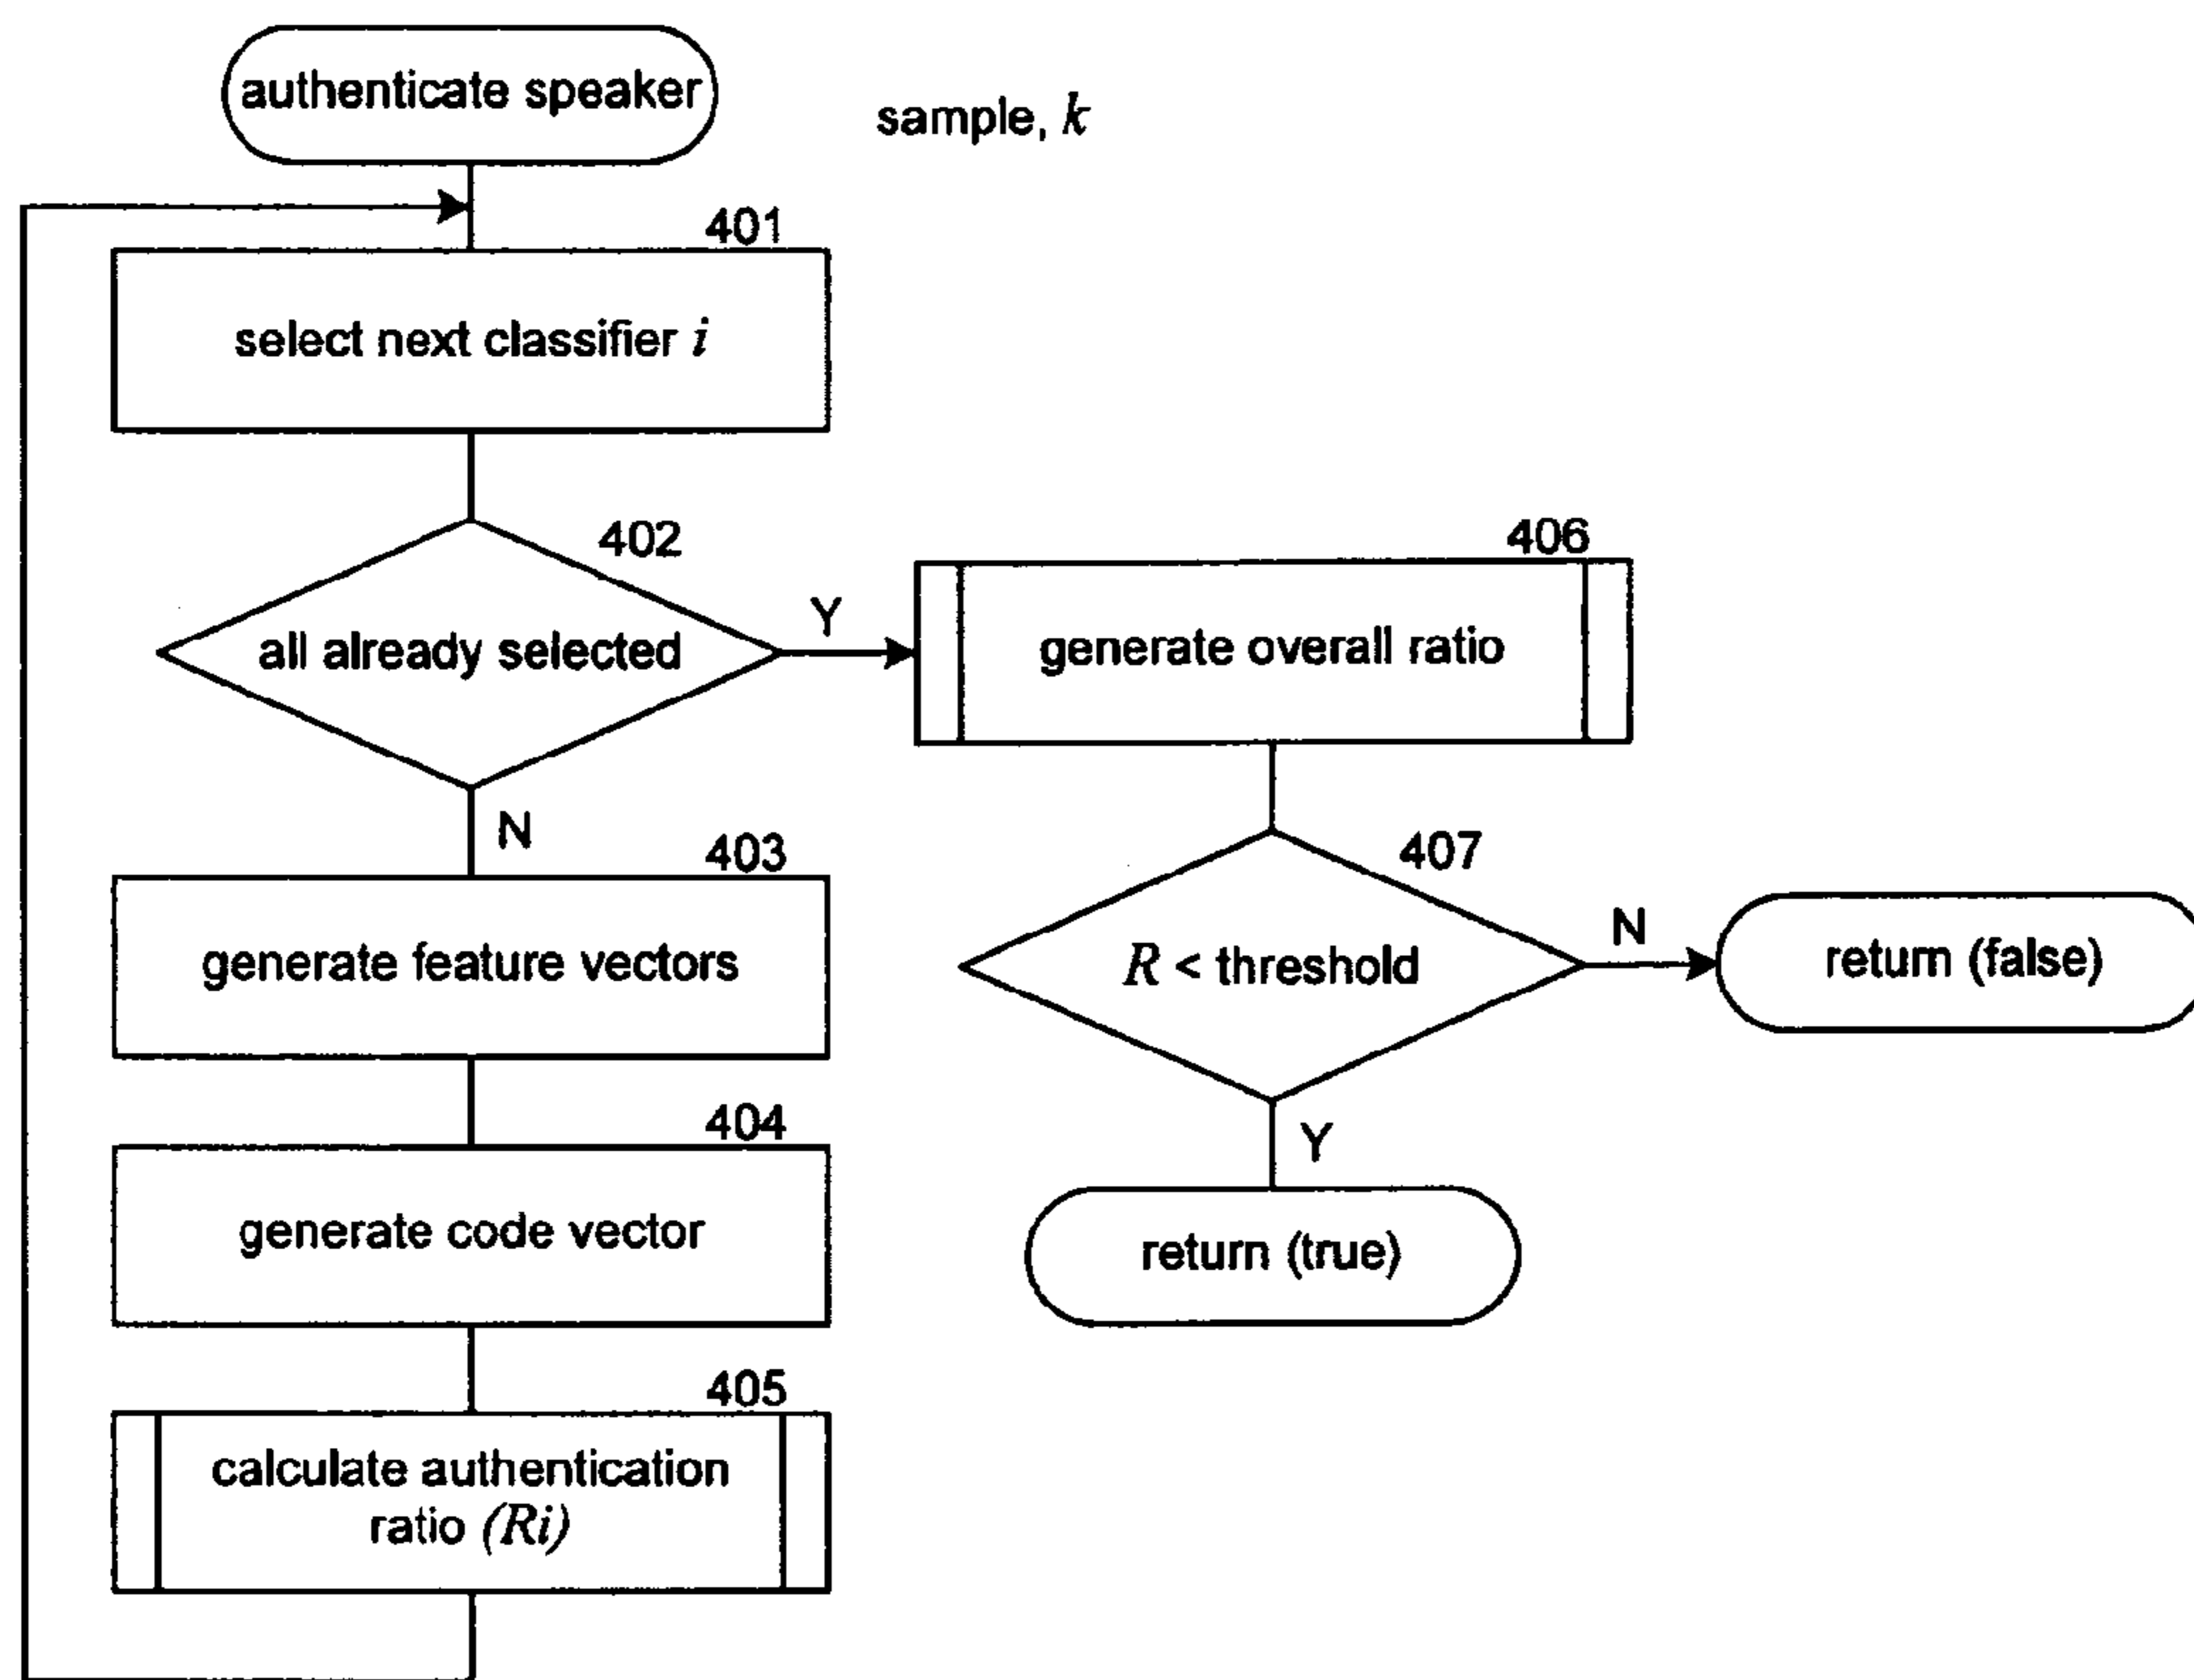 authenticate speaker
sample, k
401
select next classifier i
402
all already selected
Y
N
403
generate feature vectors
404
generate code vector
405
calculate authentication
ratio (Ri)
406
generate overall ratio
407
R < threshold
N
return (false)
Y
return (true)